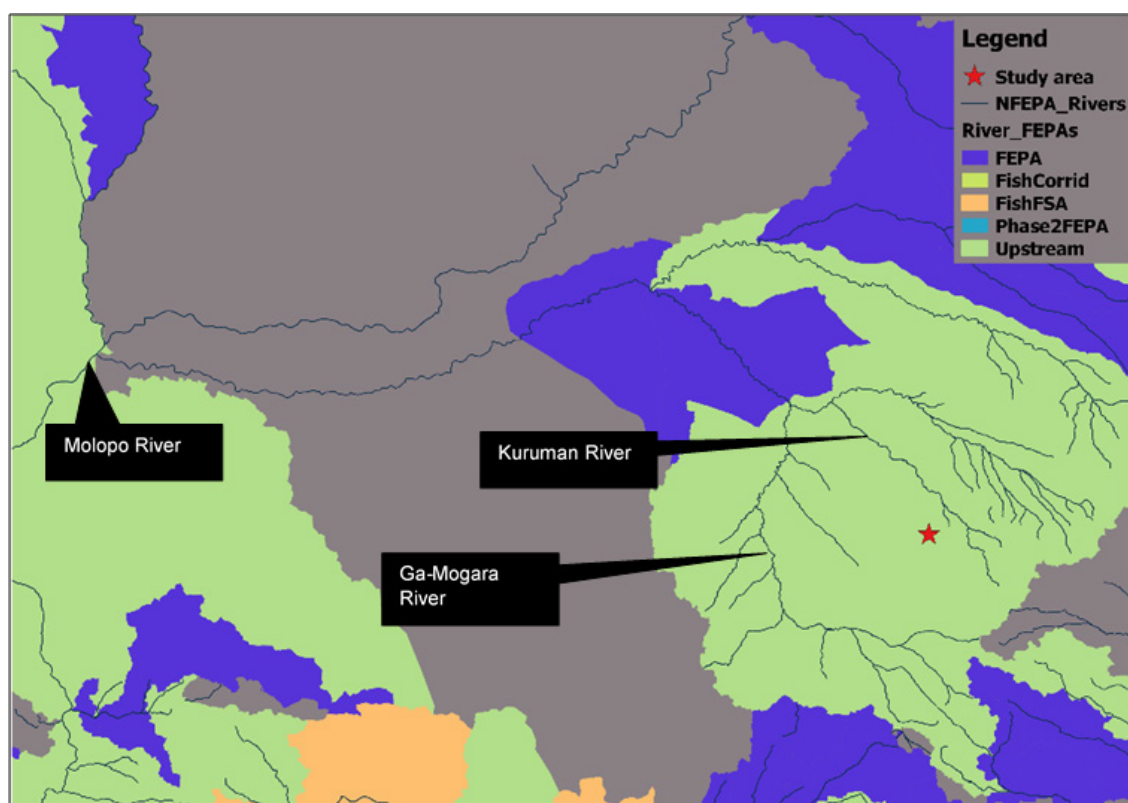 Legend
Study area
NFEPA_Rivers
River_FEPAs
FEPA
FishCorrid
FishFSA
Phase2FEPA
Upstream
Molopo River
Kuruman River
Ga-Mogara
River